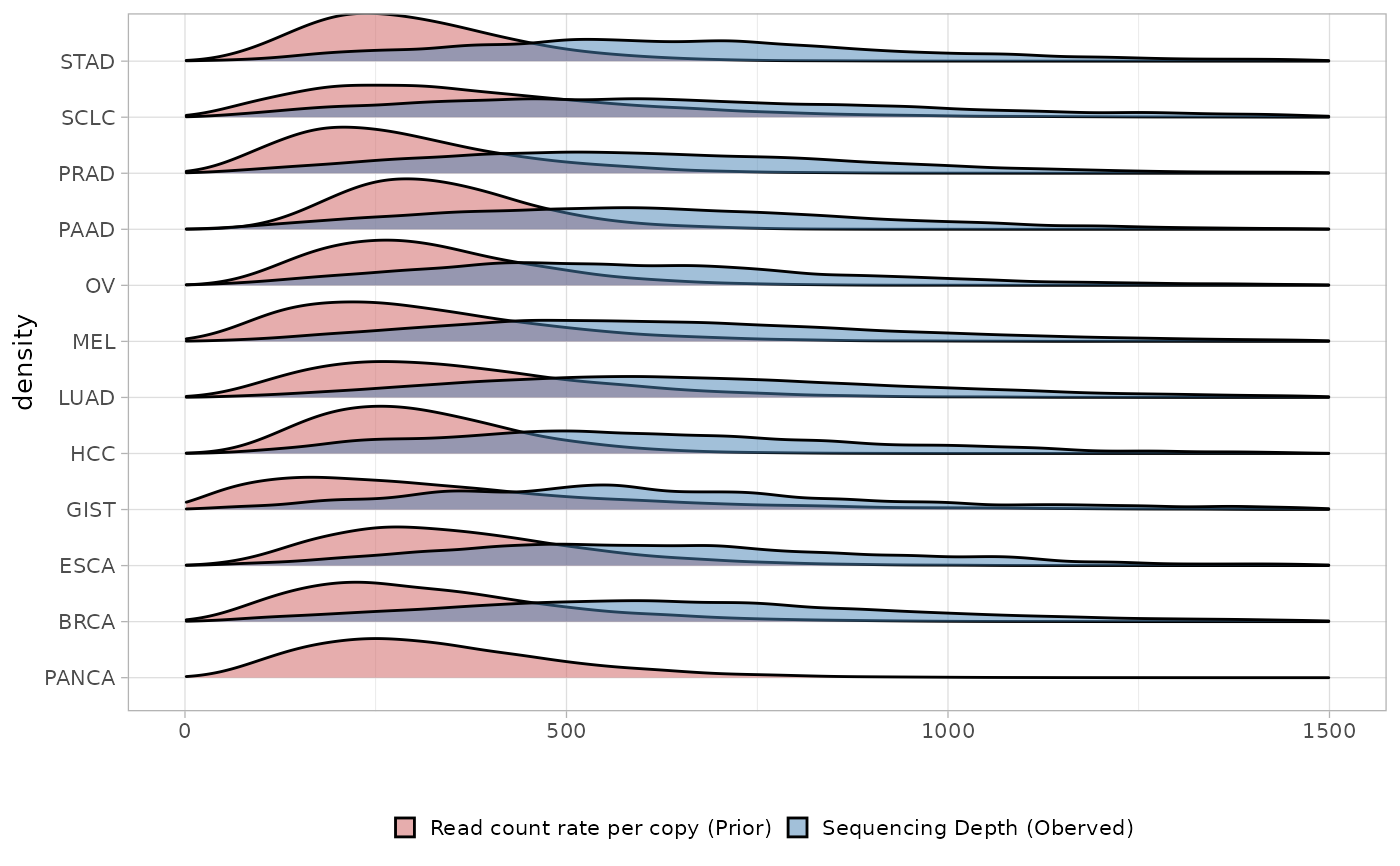 density
STAD
SCLC
PRAD
PAAD
OV
MEL
LUAD
HCC
GIST
ESCA
BRCA
PANCA
0 500 1000 1500
Read count rate per copy (Prior) Sequencing Depth (Oberved)